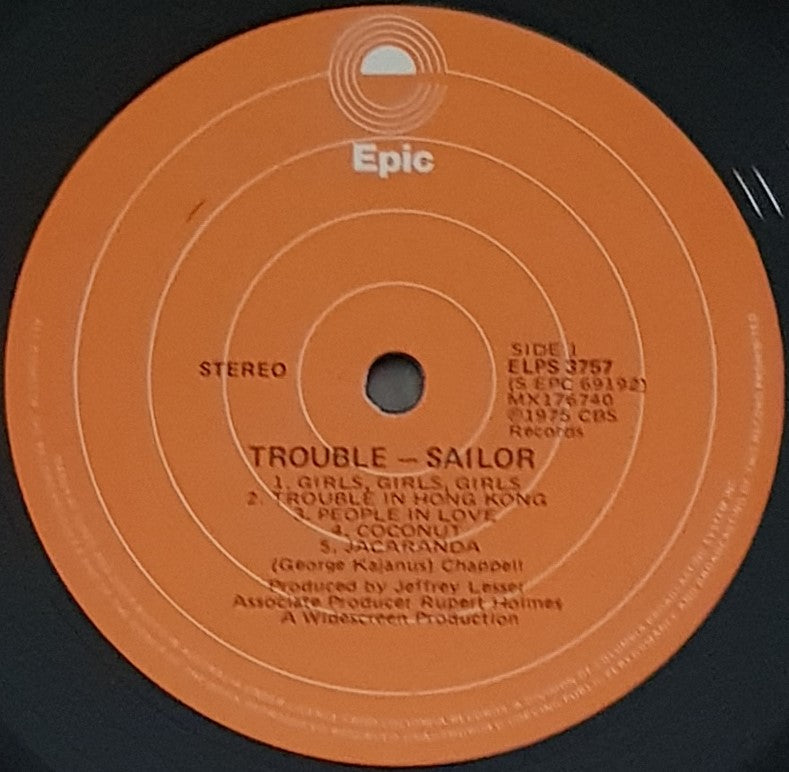 Epic
STEREO
SIDE 1
ELPS 3757
(S EPC 69192)
MX176740
℗1975 CBS
Records
TROUBLE — SAILOR
1. GIRLS, GIRLS, GIRLS
2. TROUBLE IN HONG KONG
3. PEOPLE IN LOVE
4. COCONUT
5. JACARANDA
(George Kajanus) Chappell
Produced by Jeffrey Lesser
Associate Producer Rupert Holmes
A Widescreen Production